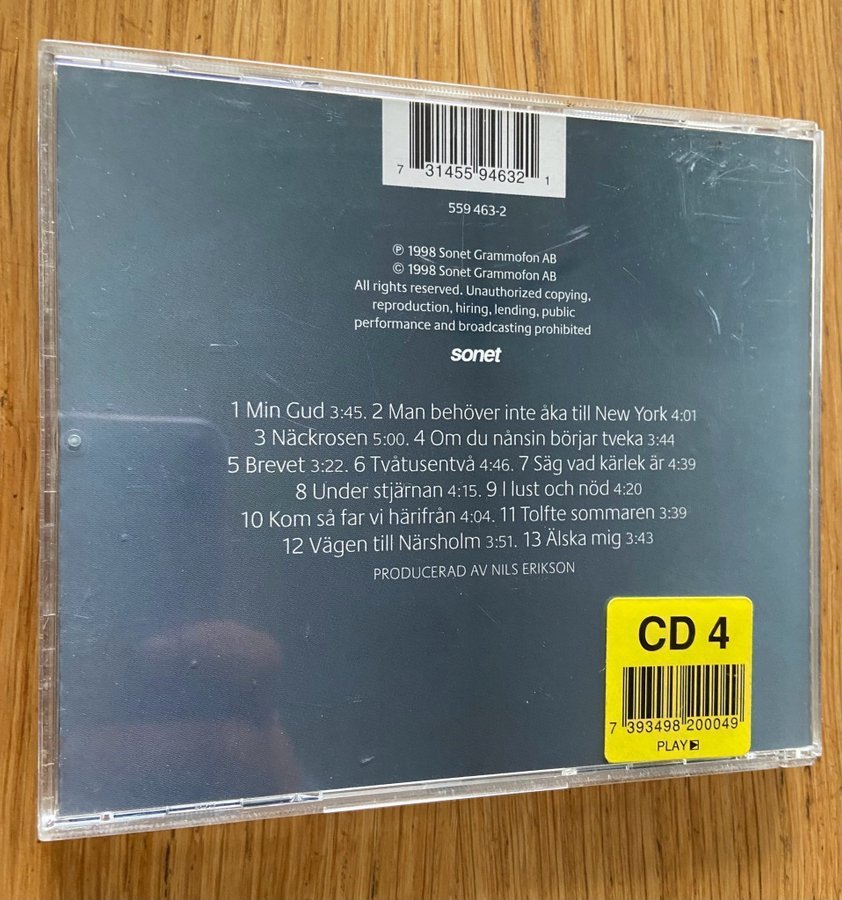 7 31455 94632 1
559 463-2
℗ 1998 Sonet Grammofon AB
© 1998 Sonet Grammofon AB
All rights reserved. Unauthorized copying,
reproduction, hiring, lending, public
performance and broadcasting prohibited
sonet
1 Min Gud 3:45. 2 Man behöver inte åka till New York 4:01
3 Näckrosen 5:00. 4 Om du nånsin börjar tveka 3:44
5 Brevet 3:22. 6 Tvåtusentvå 4:46. 7 Säg vad kärlek är 4:39
8 Under stjärnan 4:15. 9 I lust och nöd 4:20
10 Kom så far vi härifrån 4:04. 11 Tolfte sommaren 3:39
12 Vägen till Närsholm 3:51. 13 Älska mig 3:43
PRODUCERAD AV NILS ERIKSON
CD 4
7 393498 200049
PLAY